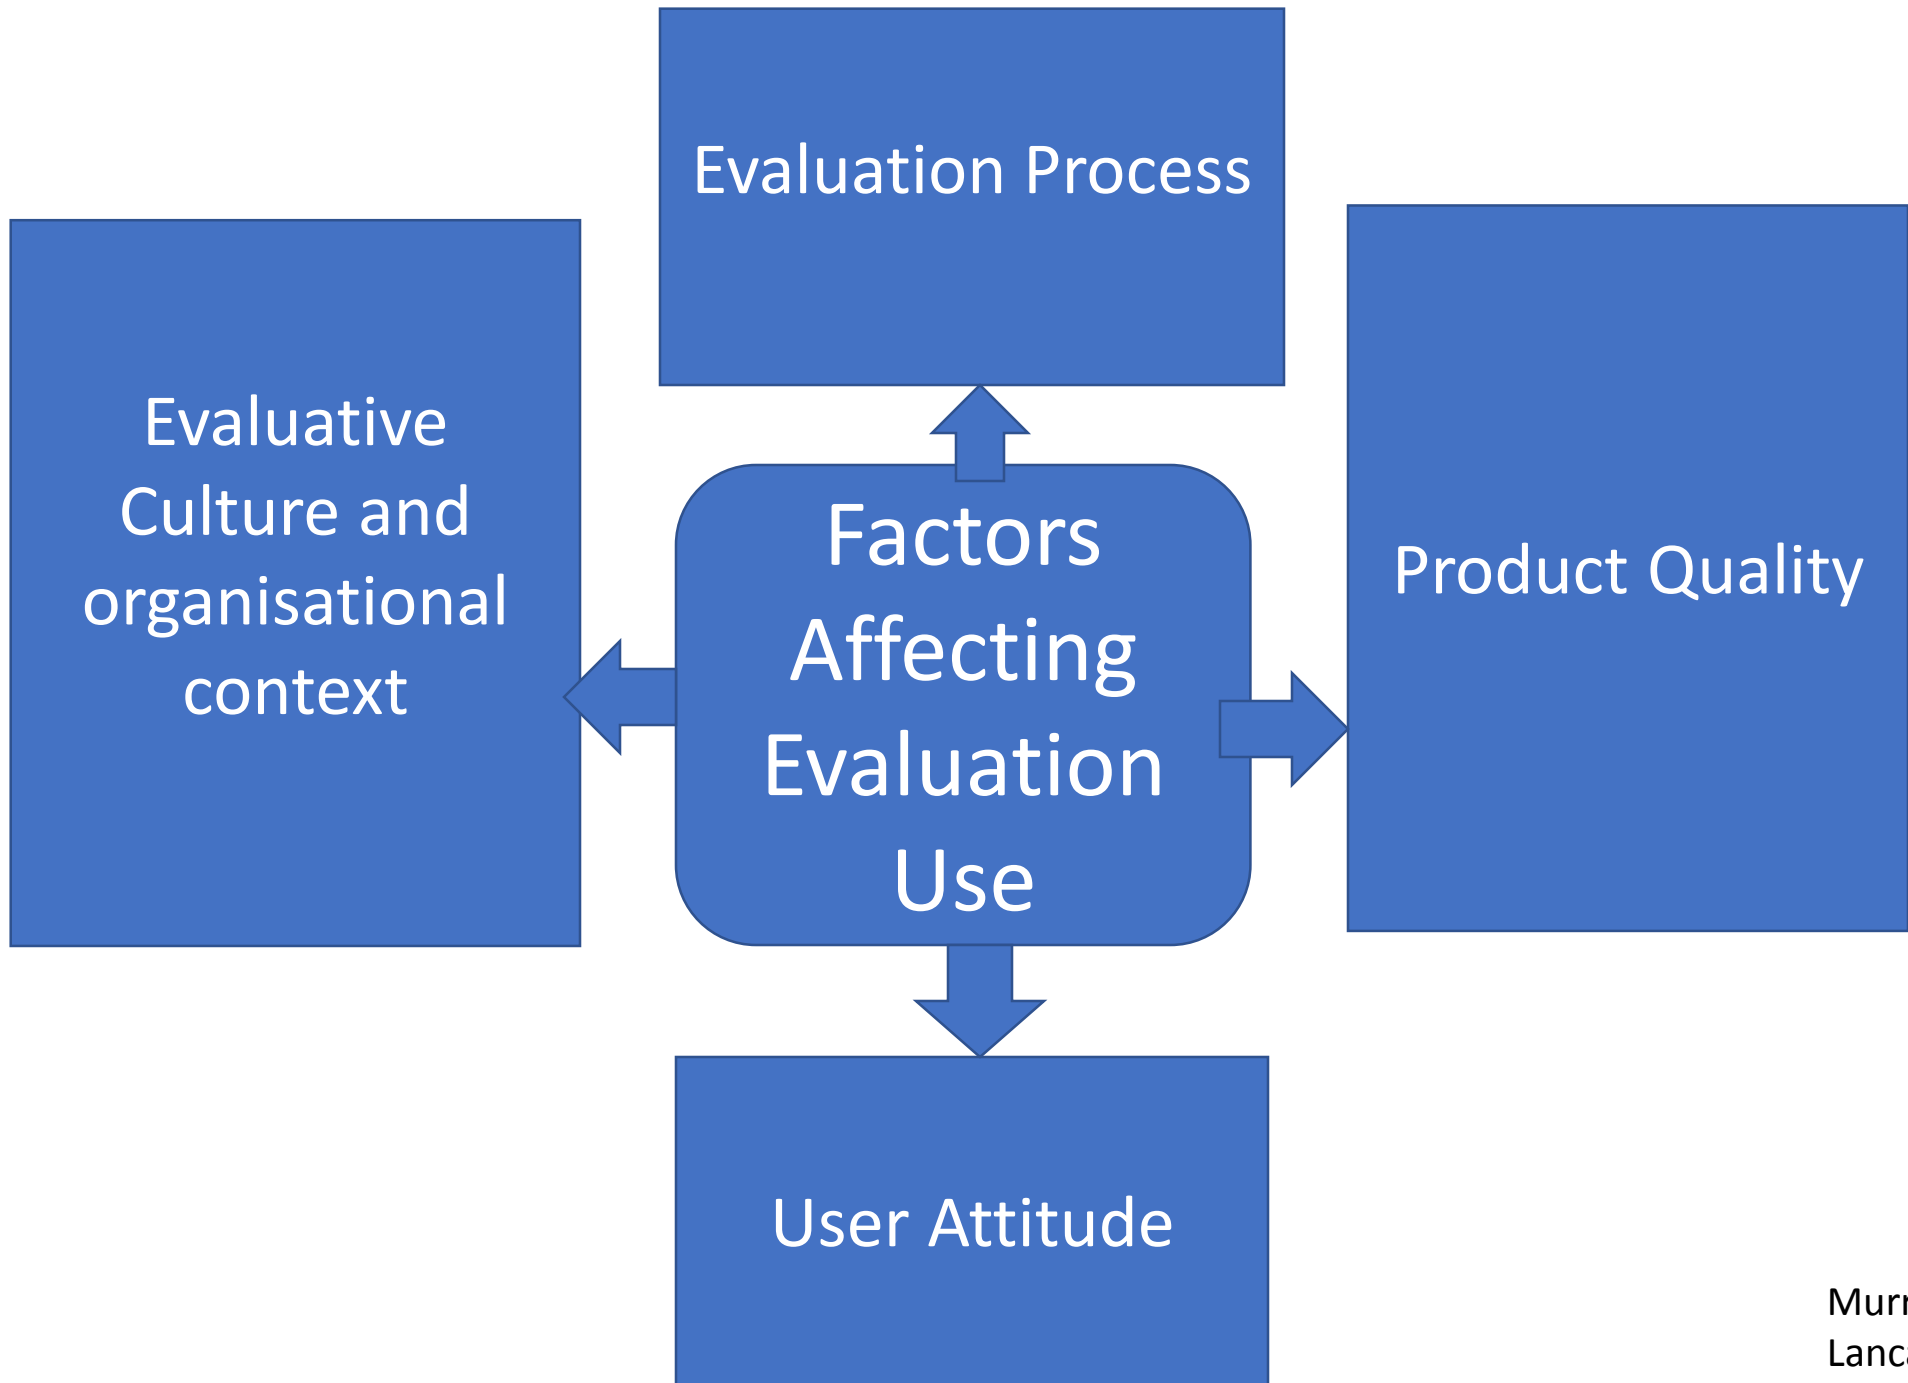 Evaluation Process
Evaluative
Culture and
organisational
context
Factors
Affecting
Evaluation
Use
Product Quality
User Attitude